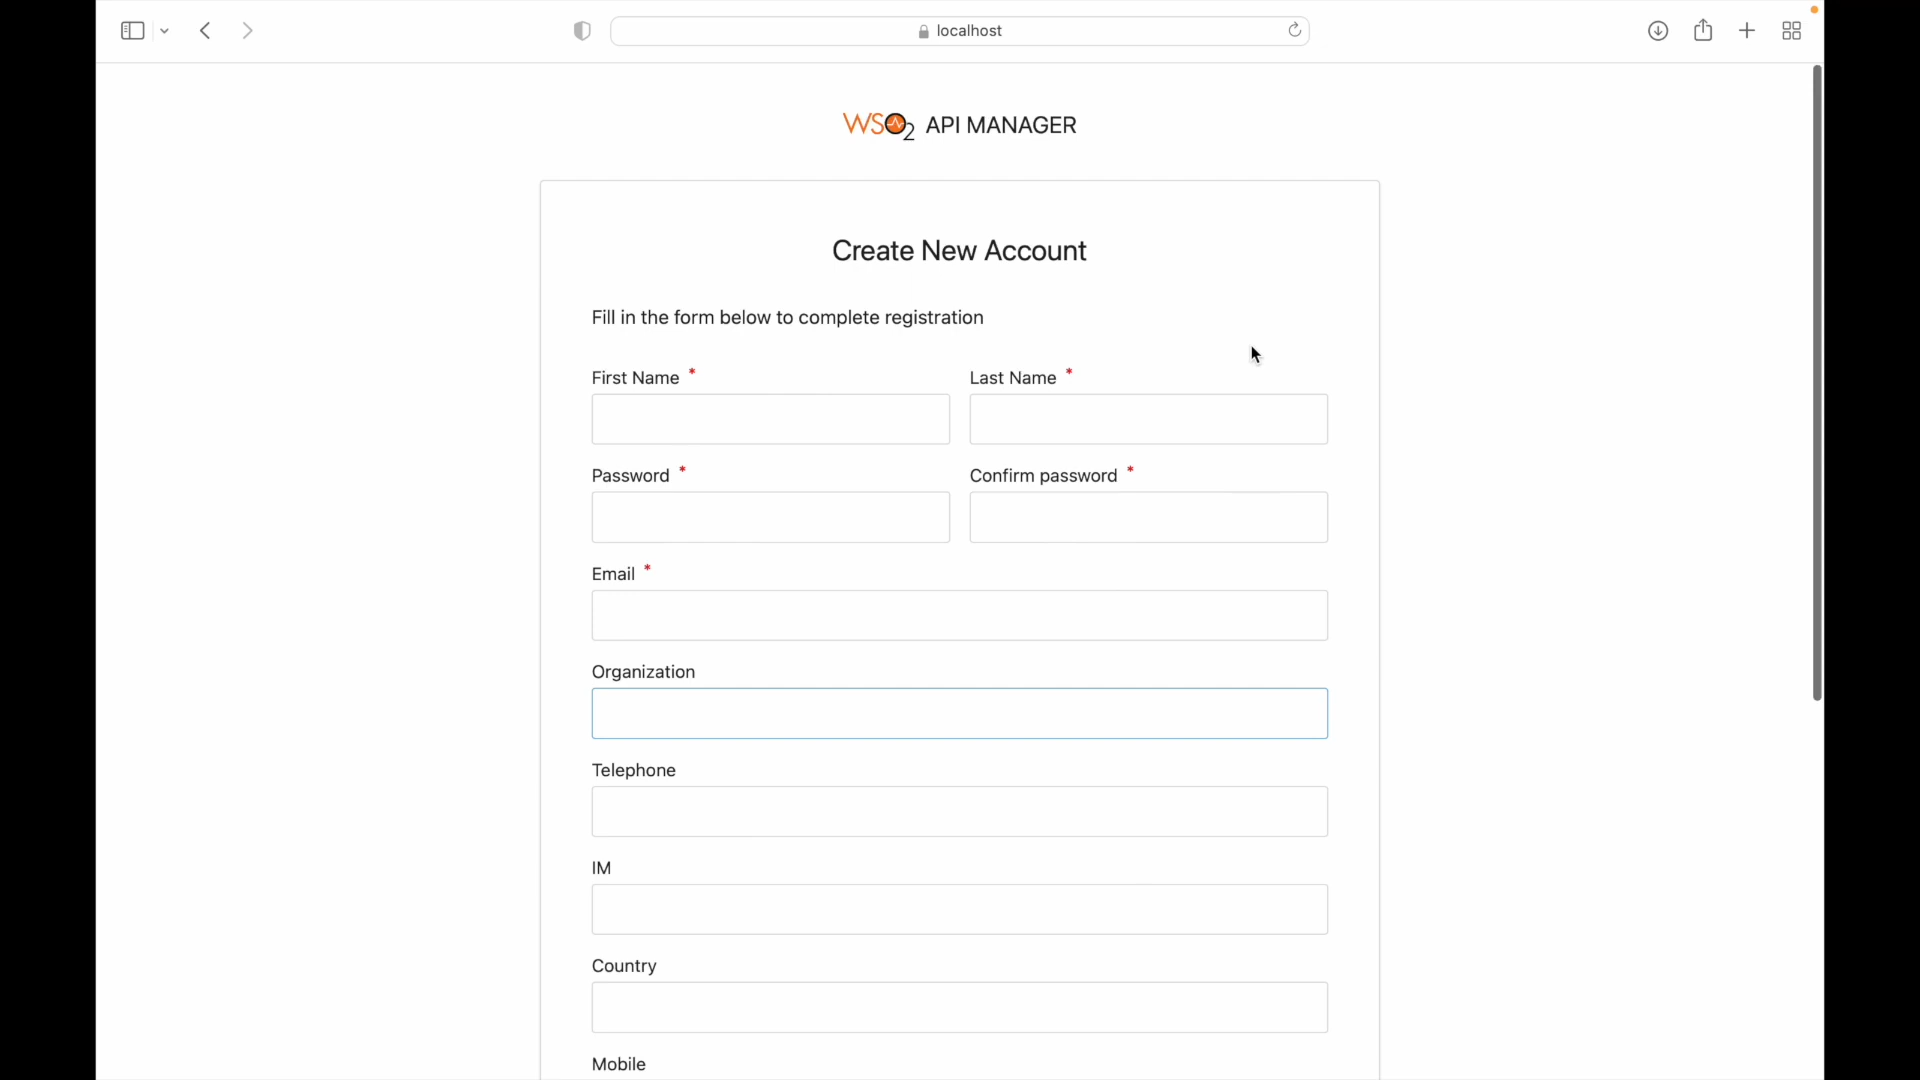 localhost
WSO2 API MANAGER
Create New Account
Fill in the form below to complete registration
First Name *
Last Name *
Password *
Confirm password *
Email *
Organization
Telephone
IM
Country
Mobile